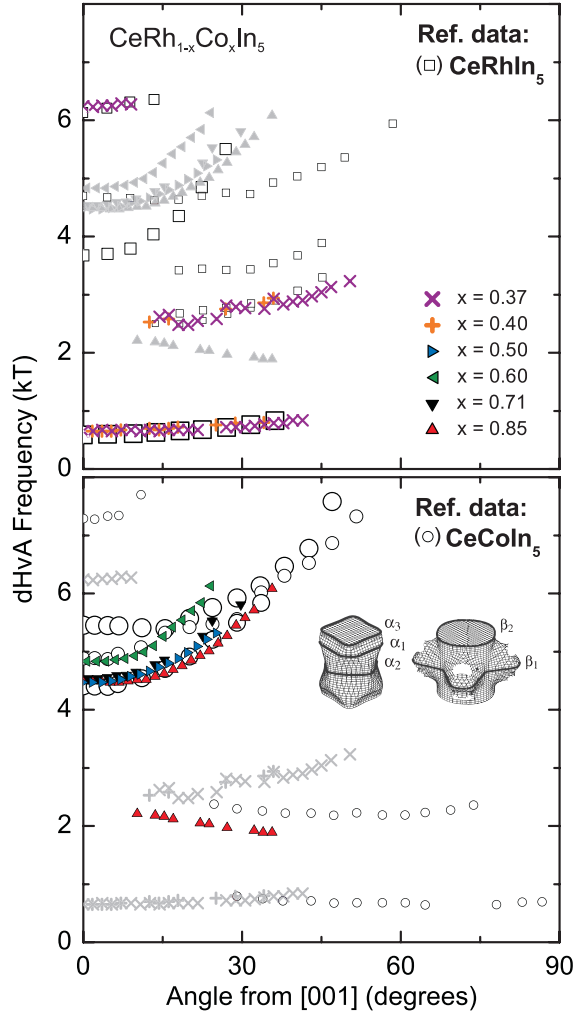 CeRh₁₋ₓCoₓIn₅
Ref. data:
CeRhIn₅
6
4
2
0
x = 0.37
x = 0.40
x = 0.50
x = 0.60
x = 0.71
x = 0.85
dHvA Frequency (kT)
8
6
4
2
0
Ref. data:
CeCoIn₅
α₃
α₁
α₂
β₂
β₁
0
30
60
90
Angle from [001] (degrees)